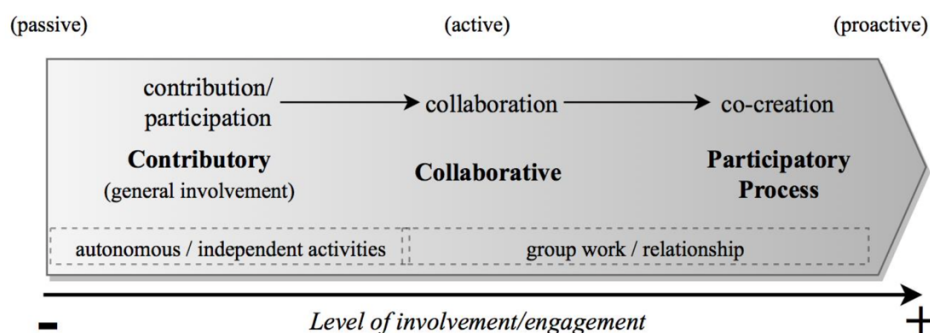 (passive) (active) (proactive)
contribution/
participation
collaboration
co-creation
Contributory
(general involvement)
Collaborative
Participatory
Process
autonomous / independent activities
group work / relationship
- Level of involvement/engagement +